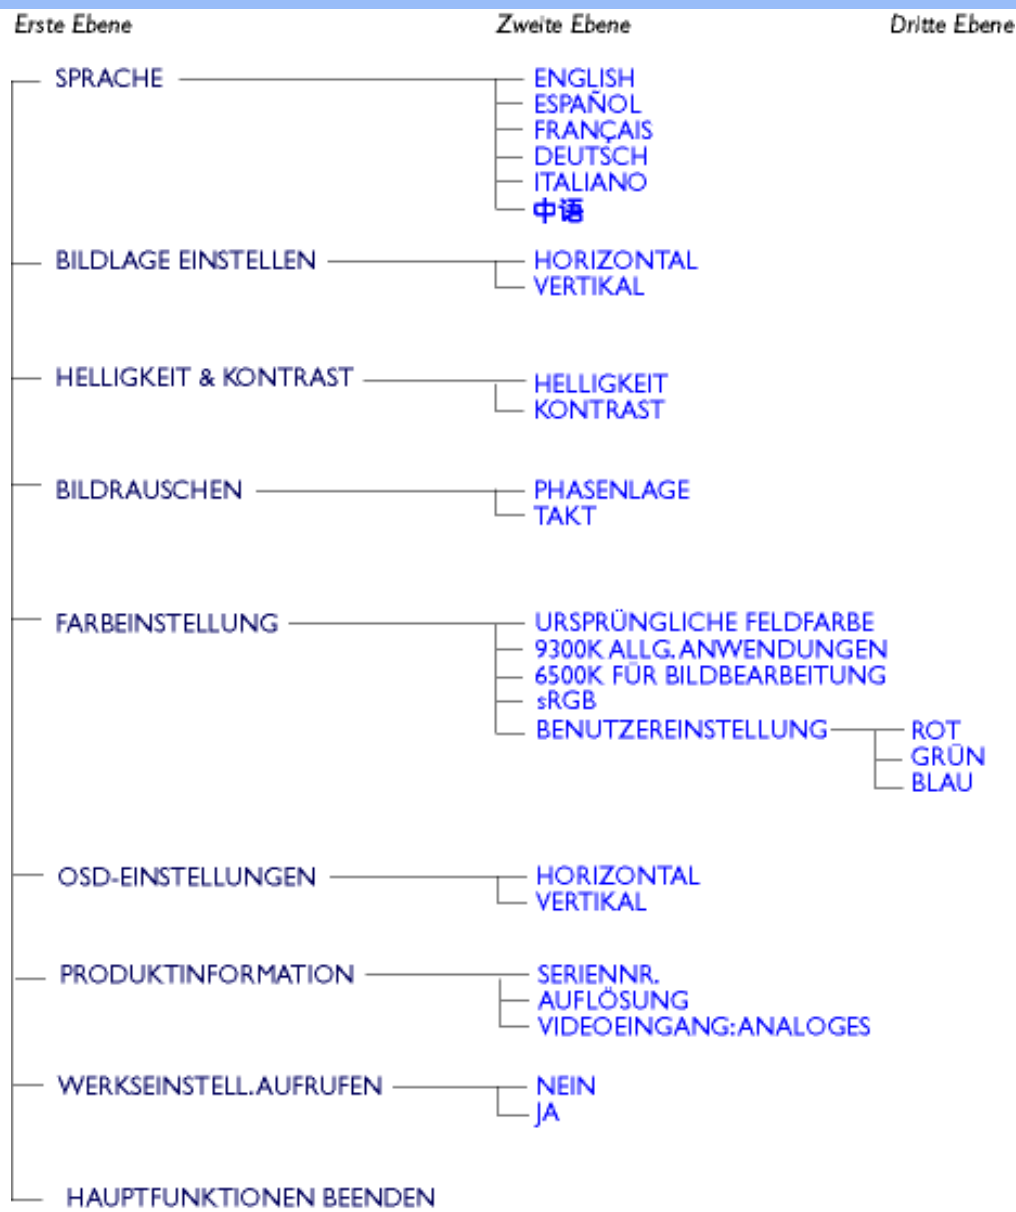 Erste Ebene Zweite Ebene Dritte Ebene
SPRACHE ENGLISH
ESPAÑOL
FRANÇAIS
DEUTSCH
ITALIANO
中语
BILDLAGE EINSTELLEN HORIZONTAL
VERTIKAL
HELLIGKEIT & KONTRAST HELLIGKEIT
KONTRAST
BILDRAUSCHEN PHASENLAGE
TAKT
FARBEINSTELLUNG URSPRÜNGLICHE FELDFARBE
9300K ALLG. ANWENDUNGEN
6500K FÜR BILDBEARBEITUNG
sRGB
BENUTZEREINSTELLUNG ROT
GRÜN
BLAU
OSD-EINSTELLUNGEN HORIZONTAL
VERTIKAL
PRODUKTINFORMATION SERIENNR.
AUFLÖSUNG
VIDEOEINGANG: ANALOGES
WERKSEINSTELL. AUFRUFEN NEIN
JA
HAUPTFUNKTIONEN BEENDEN